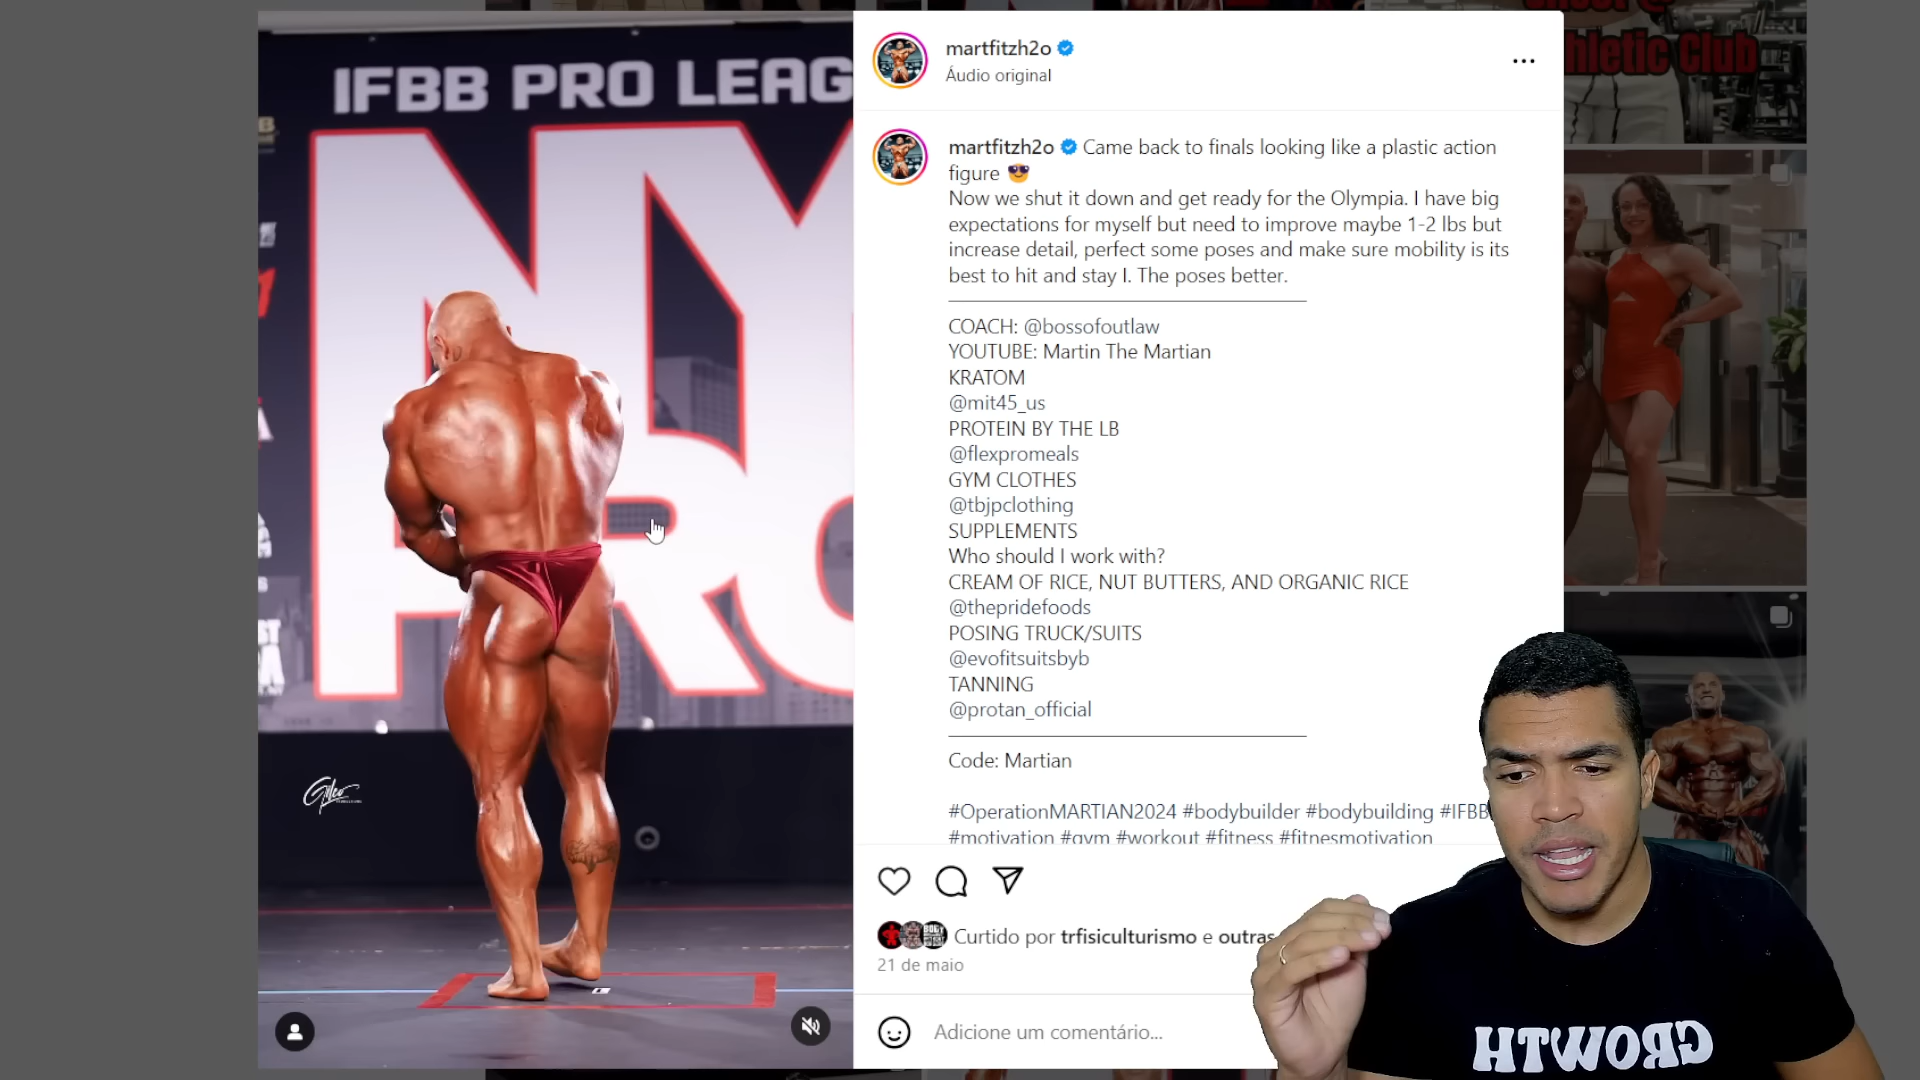 IFBB PRO LEAG
NY
PRO
hletic Club
martfitzh2o
Áudio original
martfitzh2o Came back to finals looking like a plastic action
figure 😎
Now we shut it down and get ready for the Olympia. I have big
expectations for myself but need to improve maybe 1-2 lbs but
increase detail, perfect some poses and make sure mobility is its
best to hit and stay I. The poses better.
COACH: @bossofoutlaw
YOUTUBE: Martin The Martian
KRATOM
@mit45_us
PROTEIN BY THE LB
@flexpromeals
GYM CLOTHES
@tbjpclothing
SUPPLEMENTS
Who should I work with?
CREAM OF RICE, NUT BUTTERS, AND ORGANIC RICE
@thepridefoods
POSING TRUCK/SUITS
@evofitsuitsbyb
TANNING
@protan_official
Code: Martian
#OperationMARTIAN2024 #bodybuilder #bodybuilding #IFBB
#motivation #gym #workout #fitness #fitnesmotivation
Curtido por trfisiculturismo e outras
21 de maio
Adicione um comentário...
GROWTH